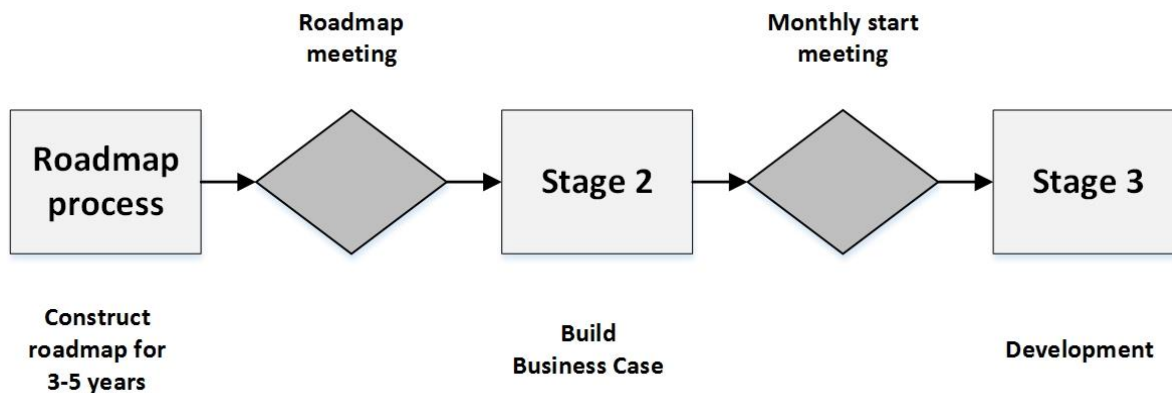 Roadmap
meeting
Monthly start
meeting
Roadmap
process
Stage 2
Stage 3
Construct
roadmap for
3-5 years
Build
Business Case
Development